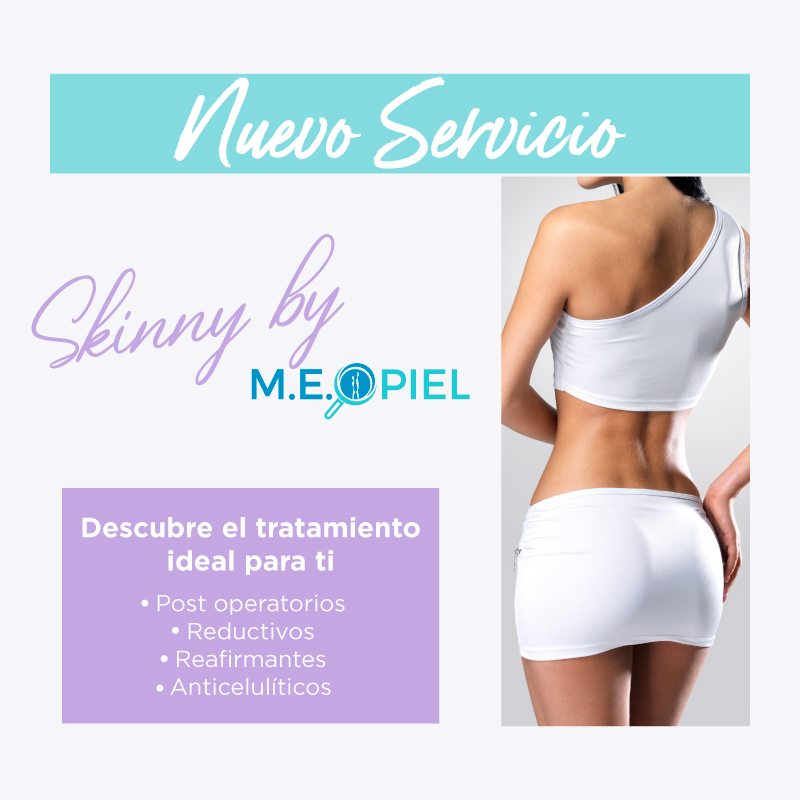 Nuevo Servicio
Skinny by
M.E. PIEL
Descubre el tratamiento
ideal para ti
• Post operatorios
• Reductivos
• Reafirmantes
• Anticelulíticos